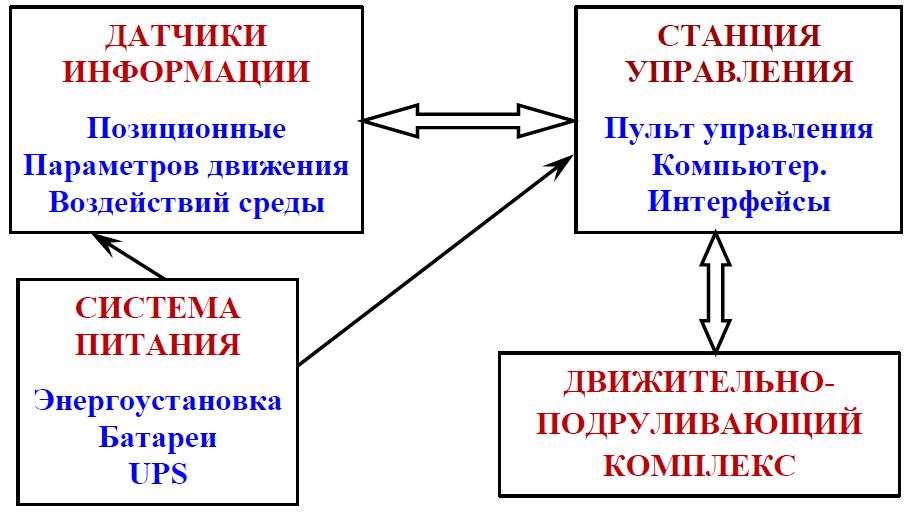 ДАТЧИКИ
ИНФОРМАЦИИ
Позиционные
Параметров движения
Воздействий среды
СТАНЦИЯ
УПРАВЛЕНИЯ
Пульт управления
Компьютер.
Интерфейсы
СИСТЕМА
ПИТАНИЯ
Энергоустановка
Батареи
UPS
ДВИЖИТЕЛЬНО-
ПОДРУЛИВАЮЩИЙ
КОМПЛЕКС